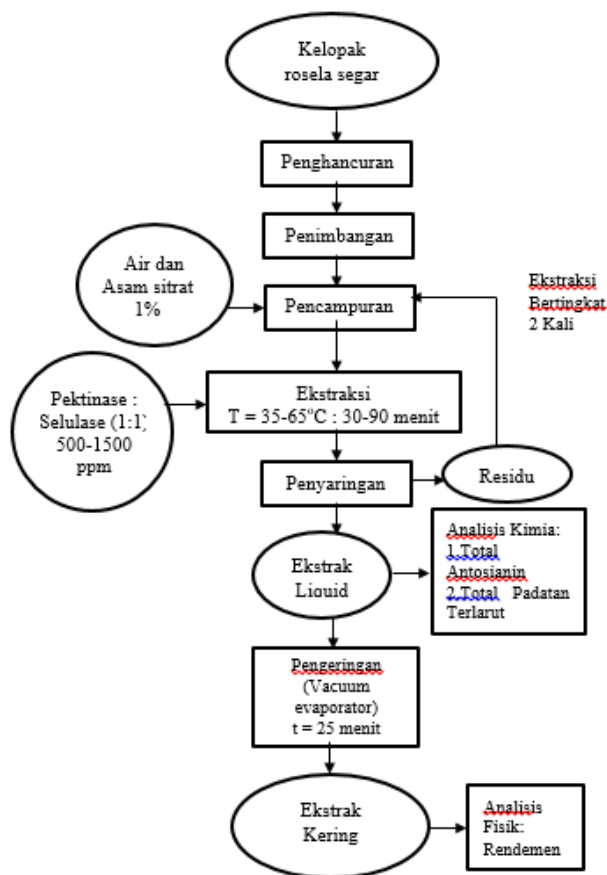 Kelopak
rosela segar
Penghancuran
Penimbangan
Air dan
Asam sitrat
1%
Pencampuran
Ekstraksi
Bertingkat
2 Kali
Pektinase :
Selulase (1:1)
500-1500
ppm
Ekstraksi
T = 35-65°C : 30-90 menit
Penyaringan
Residu
Ekstrak
Liquid
Analisis Kimia:
1.Total
Antosianin
2.Total Padatan
Terlarut
Pengeringan
(Vacuum
evaporator)
t = 25 menit
Ekstrak
Kering
Analisis
Fisik:
Rendemen